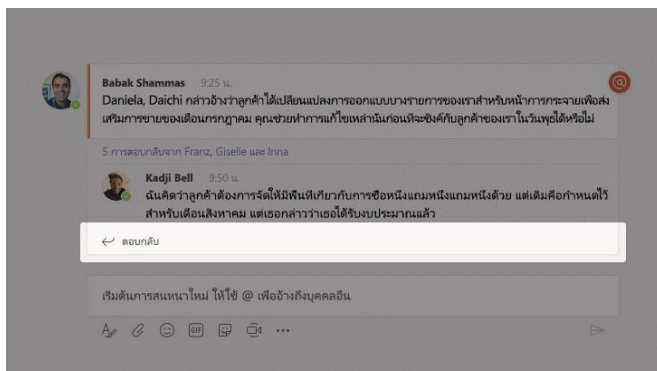 Babak Shammas 9:25 น.
Daniela, Daichi กล่าวอ้างว่าลูกค้าได้เปลี่ยนแปลงการออกแบบบางรายการของเราสำหรับหน้าการกระจายเพื่อส่ง
เสริมการขายของเดือนกรกฎาคม คุณช่วยทำการแก้ไขเหล่านั้นก่อนที่จะซิงค์กับลูกค้าของเราในวันพุธได้หรือไม่
5 การตอบกลับจาก Franz, Giselle และ Inna
Kadji Bell 9:50 น.
ฉันคิดว่าลูกค้าต้องการจัดให้มีพื้นที่เกี่ยวกับการซื้อหนึ่งแถมหนึ่งแถมหนึ่งด้วย แต่เดิมคือกำหนดไว้
สำหรับเดือนสิงหาคม แต่เธอกล่าวว่าเธอได้รับงบประมาณแล้ว
ตอบกลับ
เริ่มต้นการสนทนาใหม่ ให้ใช้ @ เพื่ออ้างถึงบุคคลอื่น
GIF